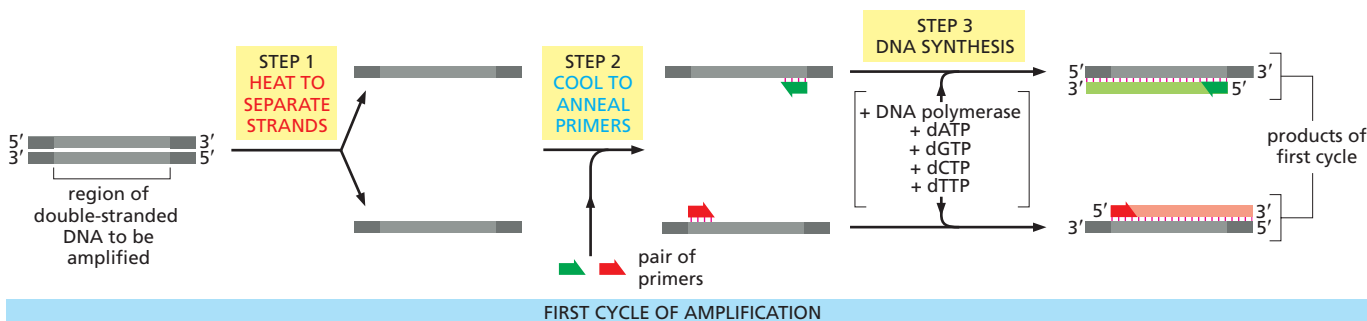 STEP 1
HEAT TO
SEPARATE
STRANDS
STEP 2
COOL TO
ANNEAL
PRIMERS
STEP 3
DNA SYNTHESIS
5′ 3′
3′ 5′
region of
double-stranded
DNA to be
amplified
pair of
primers
+ DNA polymerase
+ dATP
+ dGTP
+ dCTP
+ dTTP
5′ 3′
3′ 5′
5′ 3′
3′ 5′
products of
first cycle
FIRST CYCLE OF AMPLIFICATION